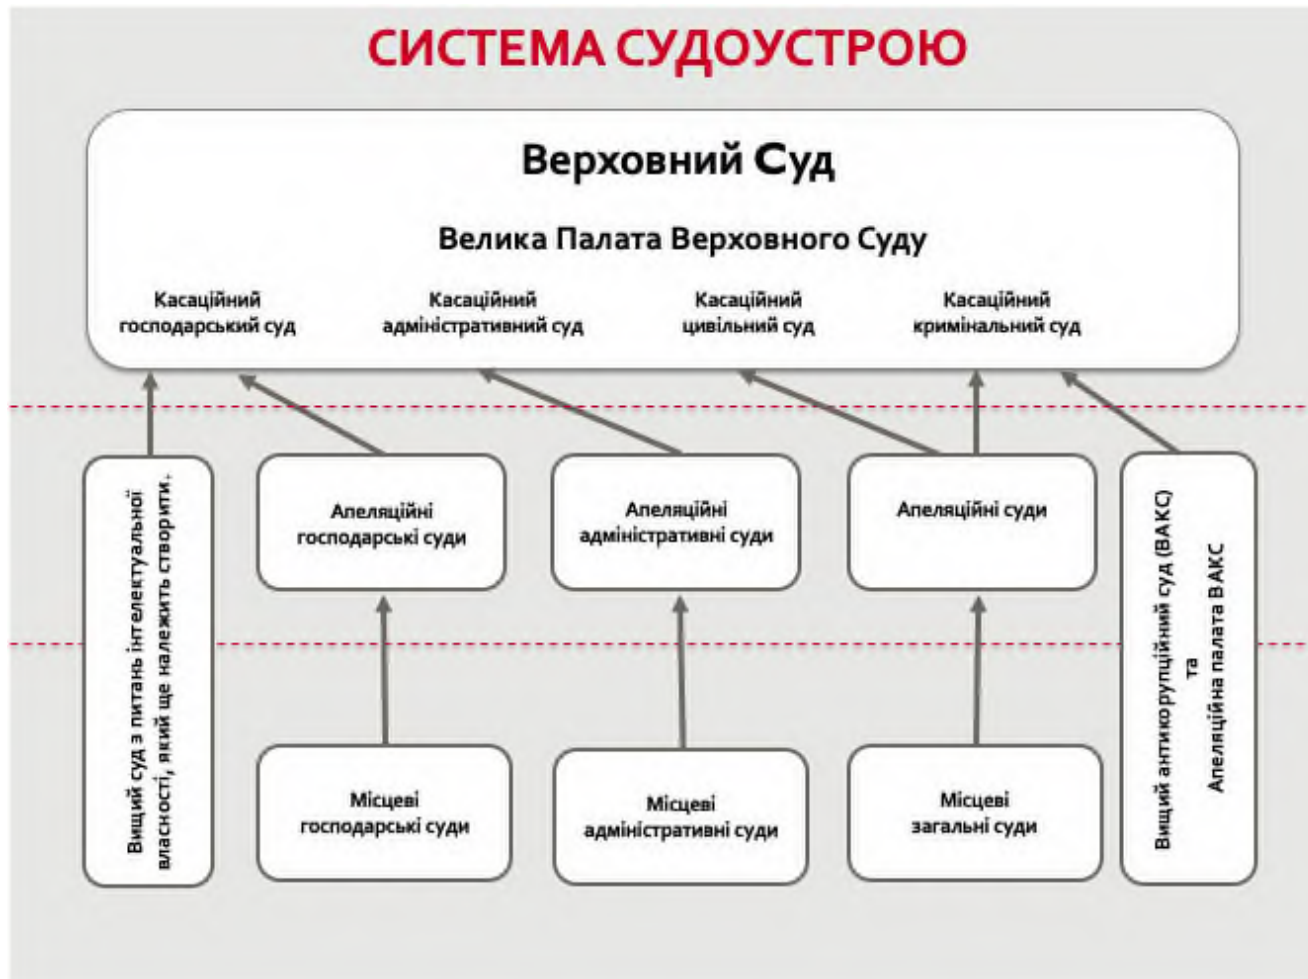 СИСТЕМА СУДОУСТРОЮ
Верховний Суд
Велика Палата Верховного Суду
Касаційний
господарський суд
Касаційний
адміністративний суд
Касаційний
цивільний суд
Касаційний
кримінальний суд
Вищий суд з питань інтелектуальної
власності, який ще належить створити.
Апеляційні
господарські суди
Апеляційні
адміністративні суди
Апеляційні суди
Вищий антикорупційний суд (ВАКС)
та
Апеляційна палата ВАКС
Місцеві
господарські суди
Місцеві
адміністративні суди
Місцеві
загальні суди